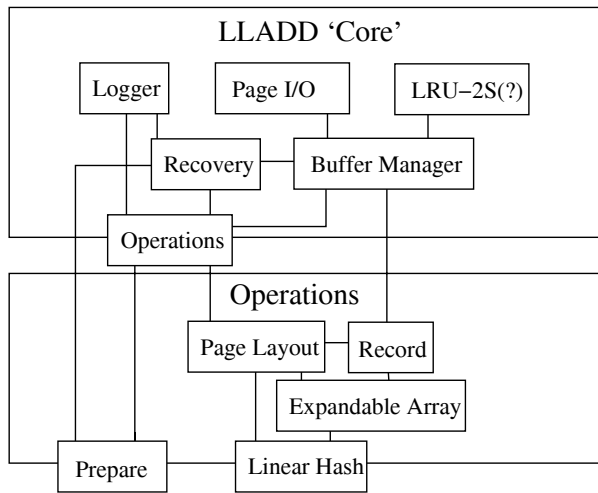 LLADD ‘Core’
Logger
Page I/O
LRU−2S(?)
Recovery
Buffer Manager
Operations
Operations
Page Layout
Record
Expandable Array
Prepare
Linear Hash